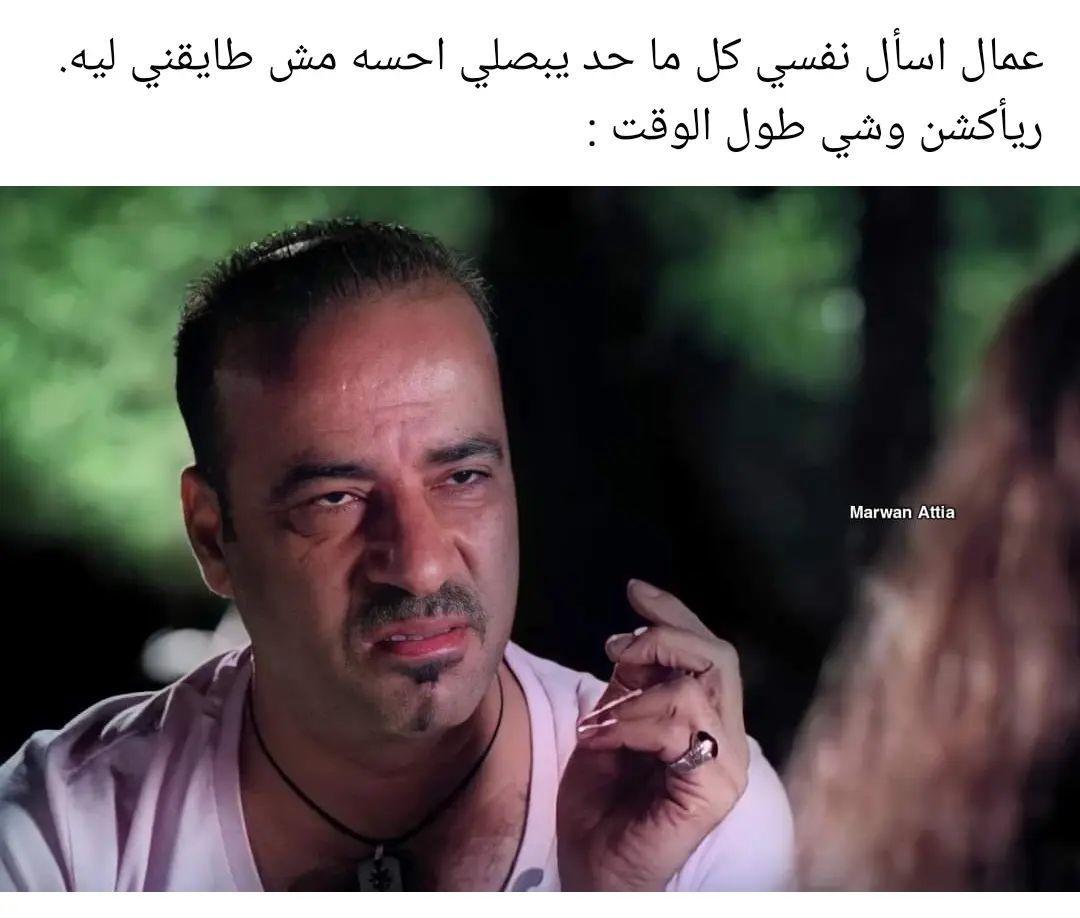 عمال اسأل نفسي كل ما حد يبصلي احسه مش طايقني ليه.
ريأكشن وشي طول الوقت :
Marwan Attia